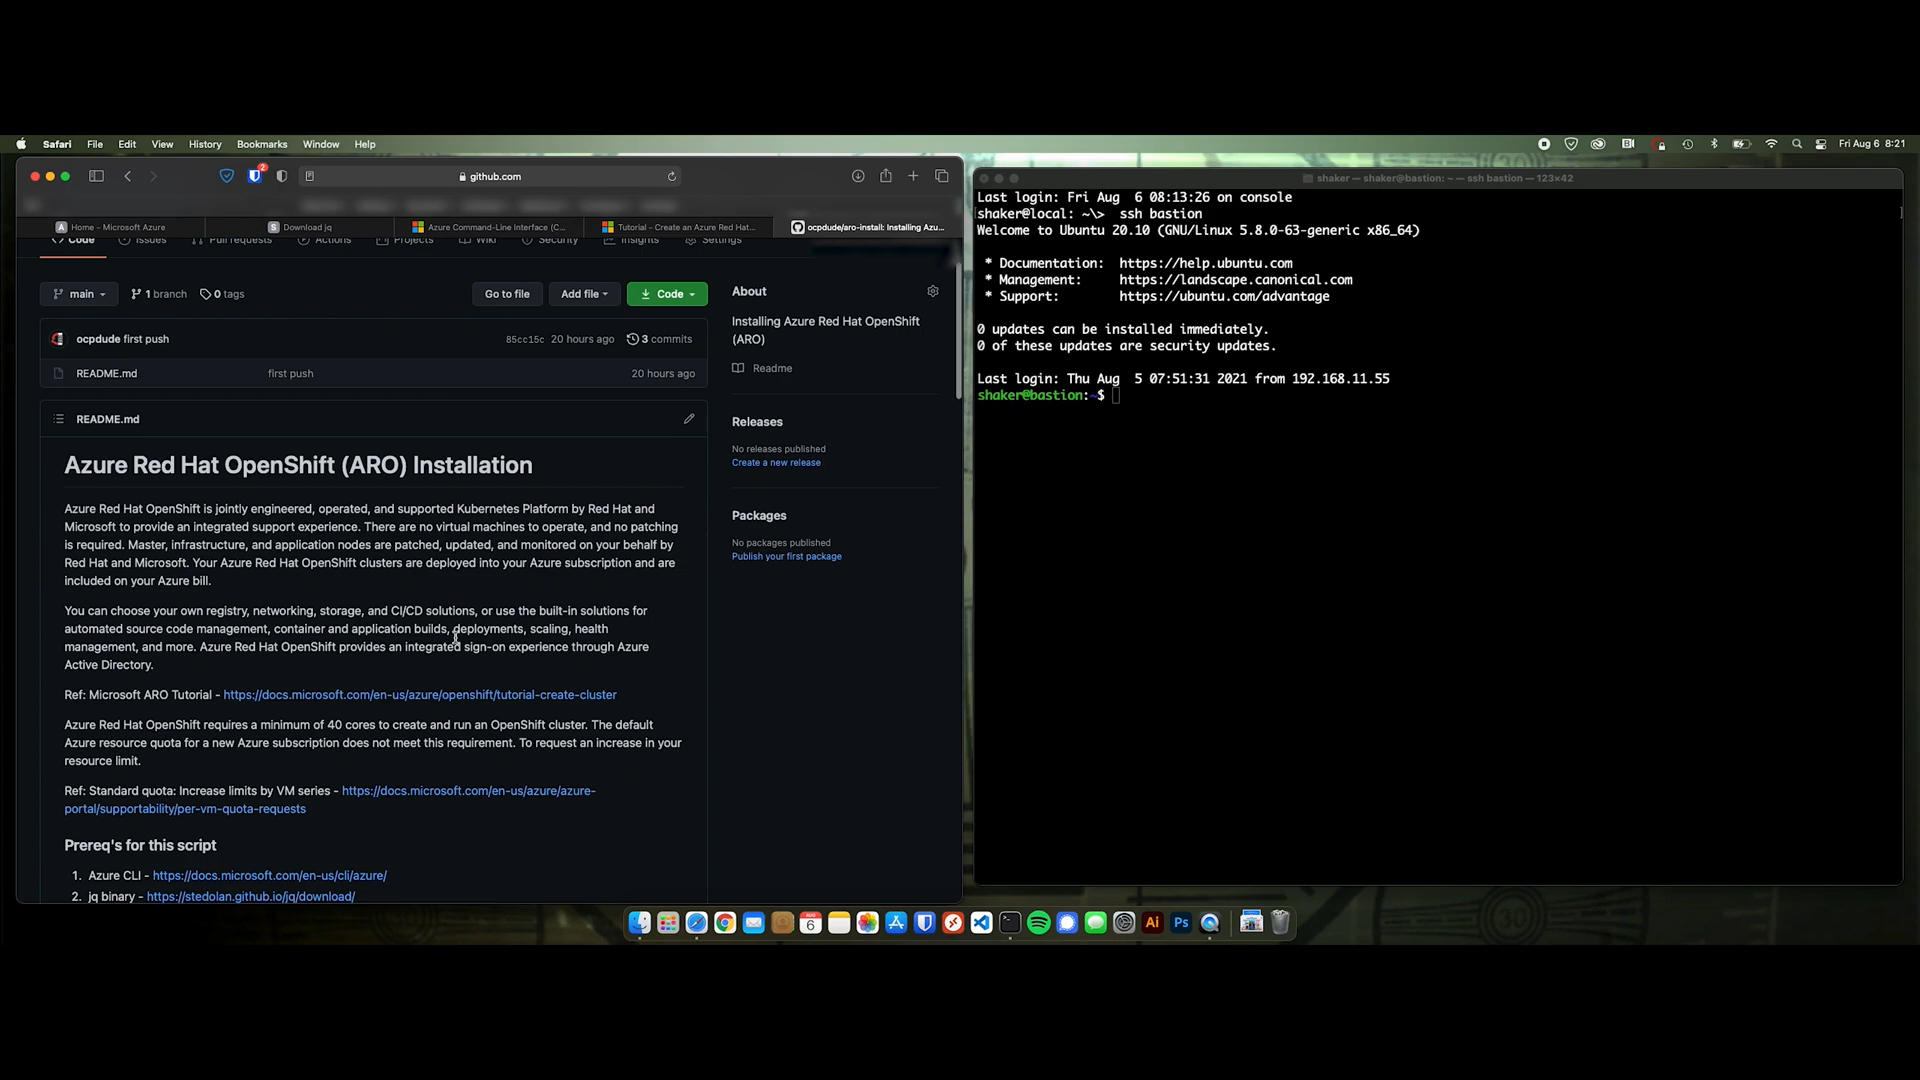 Safari File Edit View History Bookmarks Window Help
Fri Aug 6 8:21
2
github.com
A Home - Microsoft Azure
S Download jq
Azure Command-Line Interface (C...
Tutorial - Create an Azure Red Hat...
ocpdude/aro-install: Installing Azu...
Code Issues Pull requests Actions Projects Wiki Security Insights Settings
main 1 branch 0 tags
Go to file Add file Code
ocpdude first push 85cc15c 20 hours ago 3 commits
README.md first push 20 hours ago
README.md
Azure Red Hat OpenShift (ARO) Installation
Azure Red Hat OpenShift is jointly engineered, operated, and supported Kubernetes Platform by Red Hat and
Microsoft to provide an integrated support experience. There are no virtual machines to operate, and no patching
is required. Master, infrastructure, and application nodes are patched, updated, and monitored on your behalf by
Red Hat and Microsoft. Your Azure Red Hat OpenShift clusters are deployed into your Azure subscription and are
included on your Azure bill.
You can choose your own registry, networking, storage, and CI/CD solutions, or use the built-in solutions for
automated source code management, container and application builds, deployments, scaling, health
management, and more. Azure Red Hat OpenShift provides an integrated sign-on experience through Azure
Active Directory.
Ref: Microsoft ARO Tutorial - https://docs.microsoft.com/en-us/azure/openshift/tutorial-create-cluster
Azure Red Hat OpenShift requires a minimum of 40 cores to create and run an OpenShift cluster. The default
Azure resource quota for a new Azure subscription does not meet this requirement. To request an increase in your
resource limit.
Ref: Standard quota: Increase limits by VM series - https://docs.microsoft.com/en-us/azure/azure-
portal/supportability/per-vm-quota-requests
Prereq's for this script
1. Azure CLI - https://docs.microsoft.com/en-us/cli/azure/
2. jq binary - https://stedolan.github.io/jq/download/
About
Installing Azure Red Hat OpenShift
(ARO)
Readme
Releases
No releases published
Create a new release
Packages
No packages published
Publish your first package
shaker — shaker@bastion: ~ — ssh bastion — 123×42
Last login: Fri Aug  6 08:13:26 on console
shaker@local: ~\>  ssh bastion
Welcome to Ubuntu 20.10 (GNU/Linux 5.8.0-63-generic x86_64)
* Documentation:  https://help.ubuntu.com
* Management:     https://landscape.canonical.com
* Support:        https://ubuntu.com/advantage
0 updates can be installed immediately.
0 of these updates are security updates.
Last login: Thu Aug  5 07:51:31 2021 from 192.168.11.55
shaker@bastion:~$
AUG
6
Ai
Ps